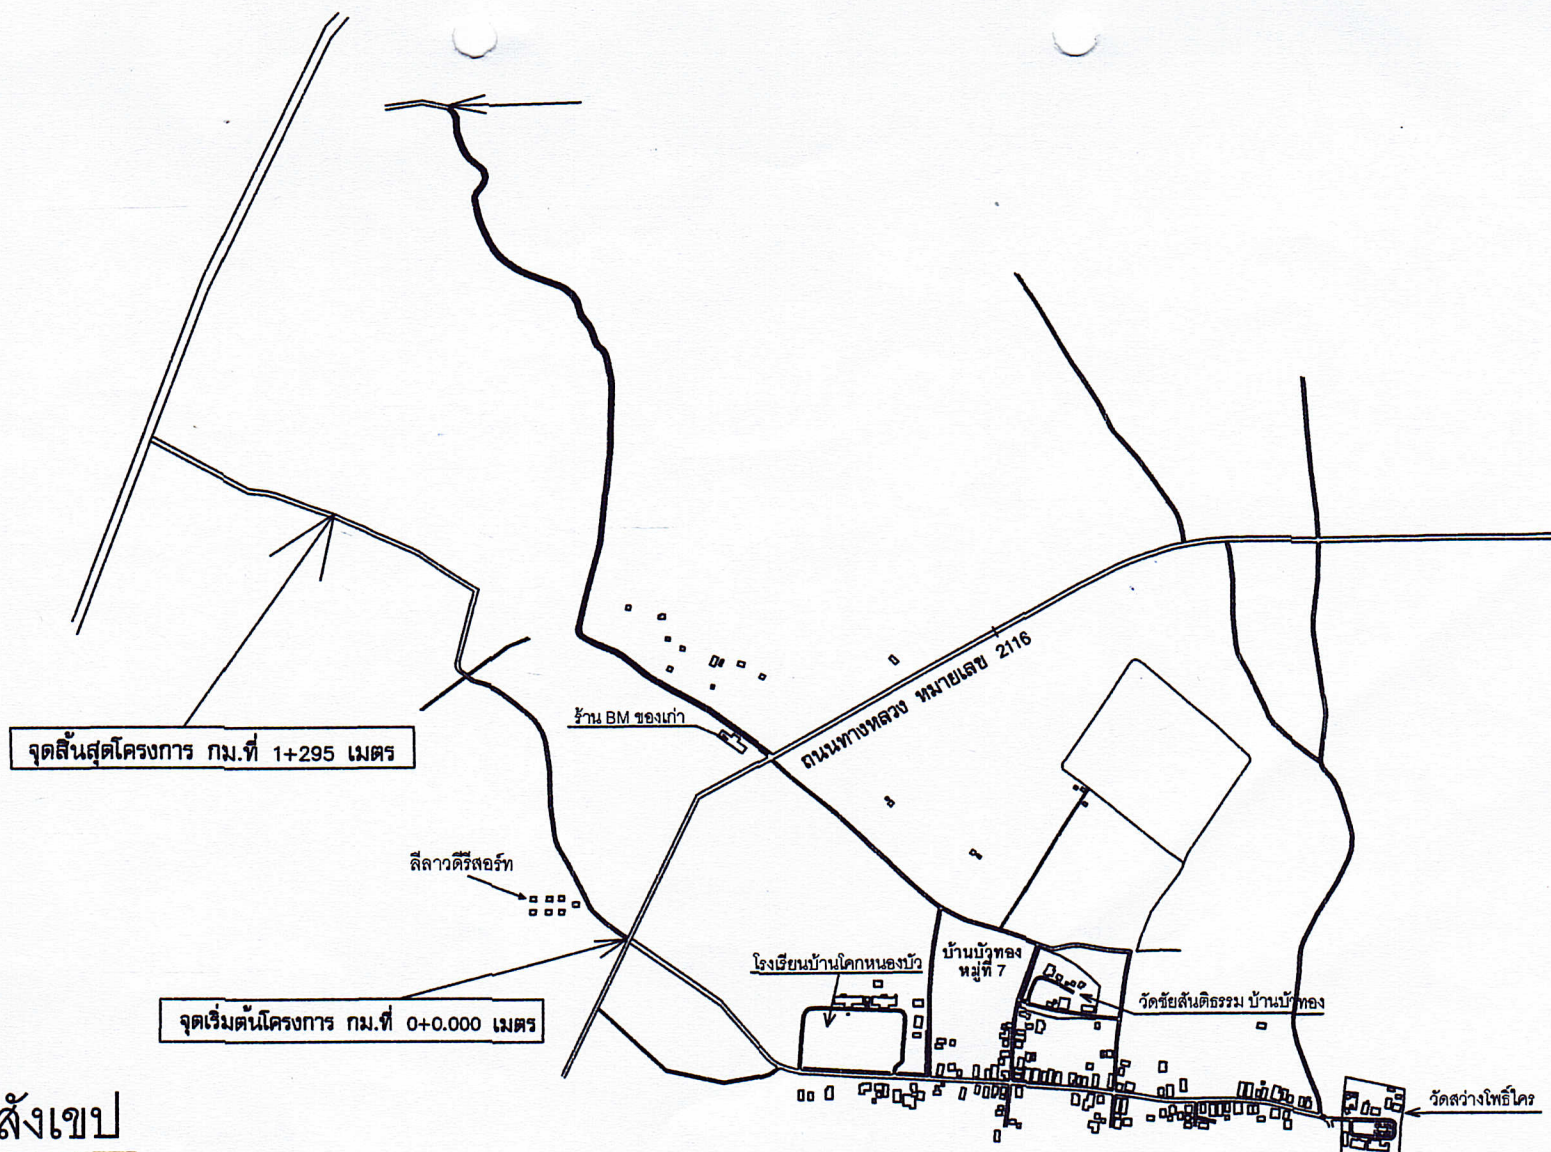 ถนนทางหลวง หมายเลข 2116
ร้าน BM ของเก่า
จุดสิ้นสุดโครงการ กม.ที่ 1+295 เมตร
ลีลาวดีรีสอร์ท
โรงเรียนบ้านโคกหนองบัว
บ้านบัวทอง
หมู่ที่ 7
วัดชัยสันติธรรม บ้านบัวทอง
จุดเริ่มต้นโครงการ กม.ที่ 0+0.000 เมตร
วัดสว่างโพธิ์ไคร
สังเขป